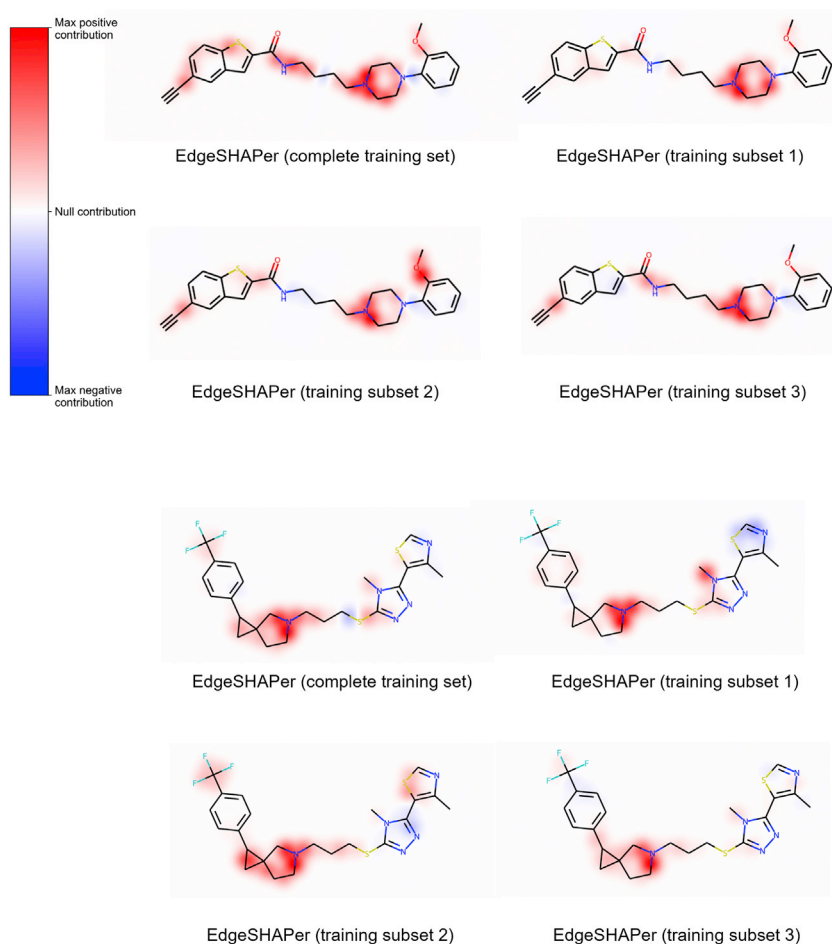 Max positive
contribution
Null contribution
Max negative
contribution
S O N H N N O
S O N H N N O
EdgeSHAPer (complete training set)
EdgeSHAPer (training subset 1)
S O N H N N O
S O N H N N O
EdgeSHAPer (training subset 2)
EdgeSHAPer (training subset 3)
F F F N S N N N S N
F F F N S N N N S N
EdgeSHAPer (complete training set)
EdgeSHAPer (training subset 1)
F F F N S N N N S N
F F F N S N N N S N
EdgeSHAPer (training subset 2)
EdgeSHAPer (training subset 3)